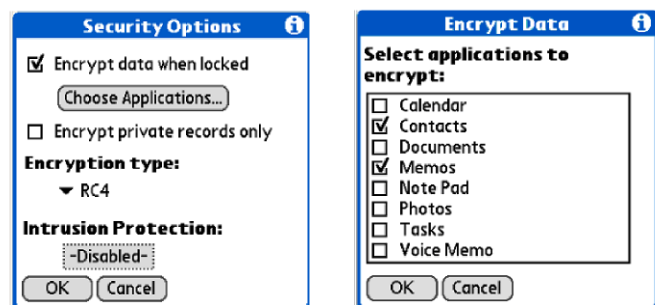 Security Options
Encrypt data when locked
Choose Applications...
Encrypt private records only
Encryption type:
RC4
Intrusion Protection:
-Disabled-
OK Cancel
Encrypt Data
Select applications to
encrypt:
Calendar
Contacts
Documents
Memos
Note Pad
Photos
Tasks
Voice Memo
OK Cancel